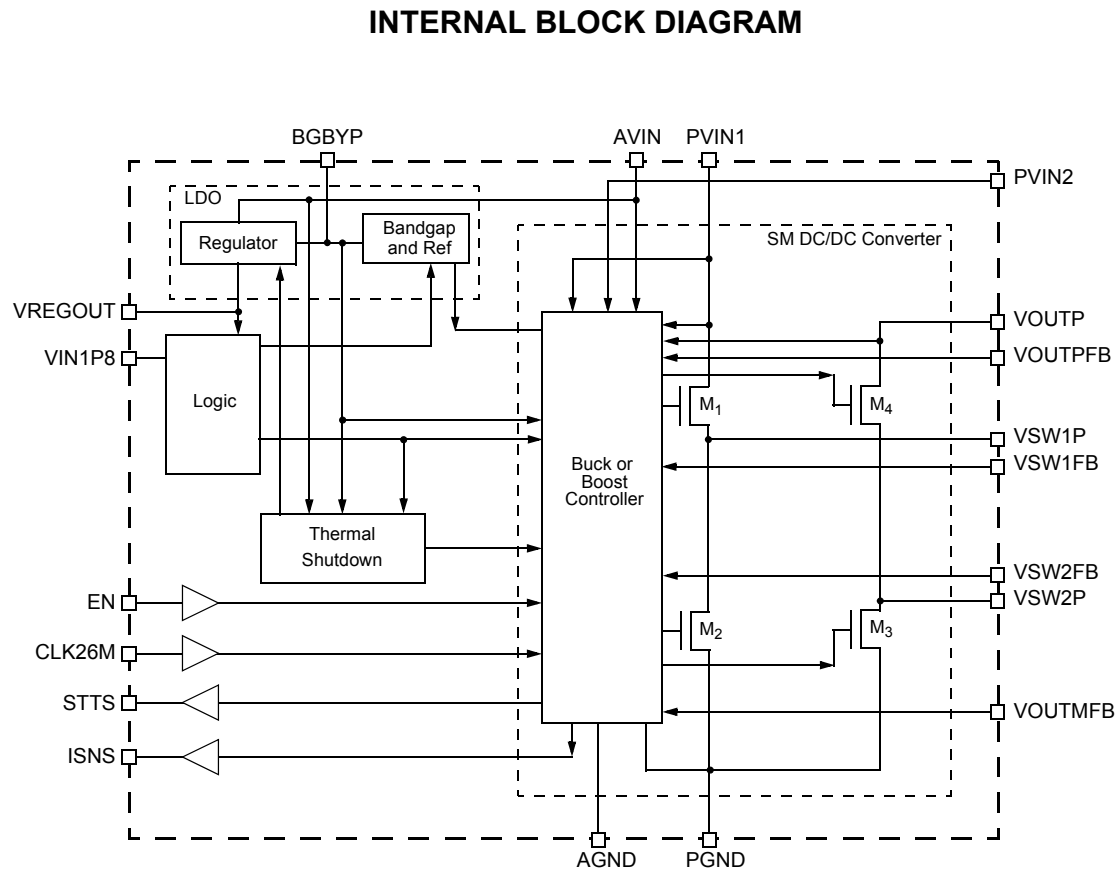 INTERNAL BLOCK DIAGRAM
BGBYP
AVIN
PVIN1
PVIN2
LDO
Regulator
Bandgap
and Ref
SM DC/DC Converter
VREGOUT
VIN1P8
Logic
VOUTP
VOUTPFB
M1
M4
VSW1P
VSW1FB
Buck or
Boost
Controller
Thermal
Shutdown
VSW2FB
VSW2P
EN
M2
M3
CLK26M
STTS
VOUTMFB
ISNS
AGND
PGND